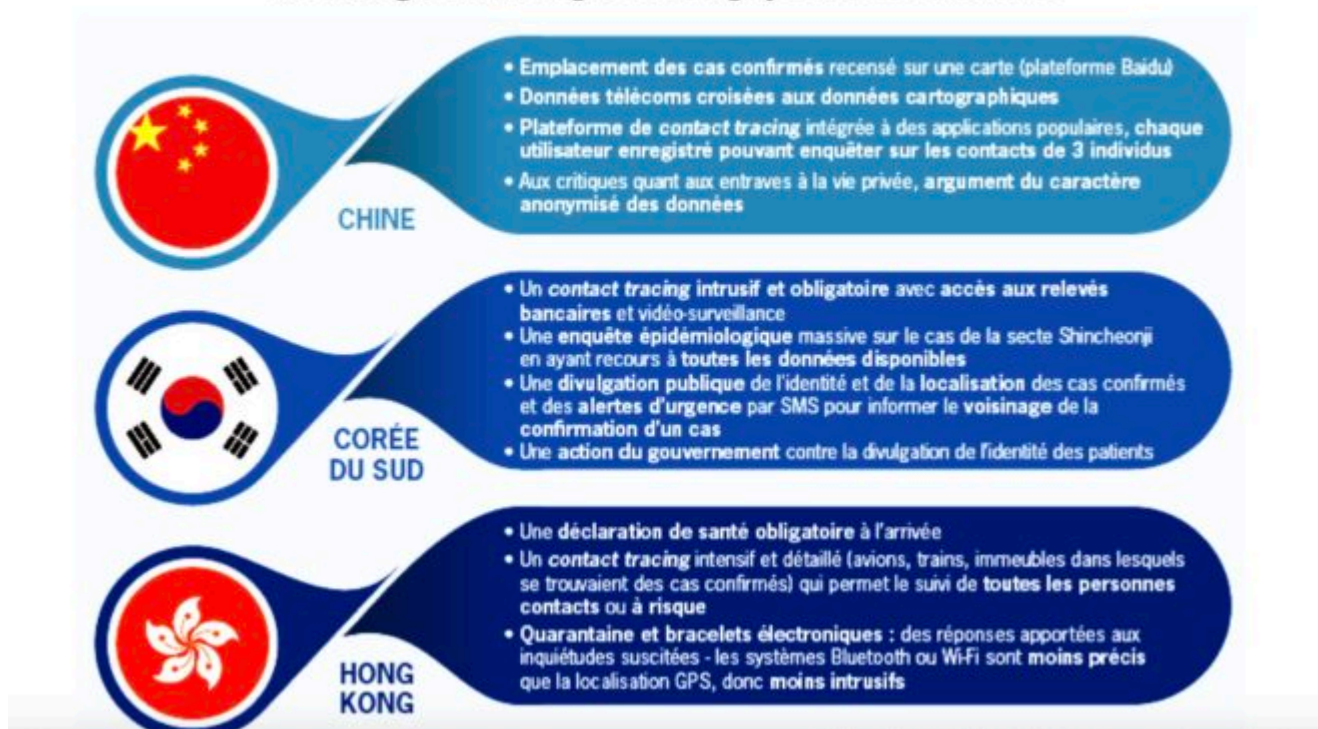 • Emplacement des cas confirmés recensé sur une carte (plateforme Baidu)
• Données télécoms croisées aux données cartographiques
• Plateforme de contact tracing intégrée à des applications populaires, chaque
utilisateur enregistré pouvant enquêter sur les contacts de 3 individus
• Aux critiques quant aux entraves à la vie privée, argument du caractère
anonymisé des données
CHINE
• Un contact tracing intrusif et obligatoire avec accès aux relevés
bancaires et vidéo-surveillance
• Une enquête épidémiologique massive sur le cas de la secte Shincheonji
en ayant recours à toutes les données disponibles
• Une divulgation publique de l'identité et de la localisation des cas confirmés
et des alertes d'urgence par SMS pour informer le voisinage de la
confirmation d'un cas
• Une action du gouvernement contre la divulgation de l'identité des patients
CORÉE
DU SUD
• Une déclaration de santé obligatoire à l'arrivée
• Un contact tracing intensif et détaillé (avions, trains, immeubles dans lesquels
se trouvaient des cas confirmés) qui permet le suivi de toutes les personnes
contacts ou à risque
• Quarantaine et bracelets électroniques : des réponses apportées aux
inquiétudes suscitées - les systèmes Bluetooth ou Wi-Fi sont moins précis
que la localisation GPS, donc moins intrusifs
HONG
KONG